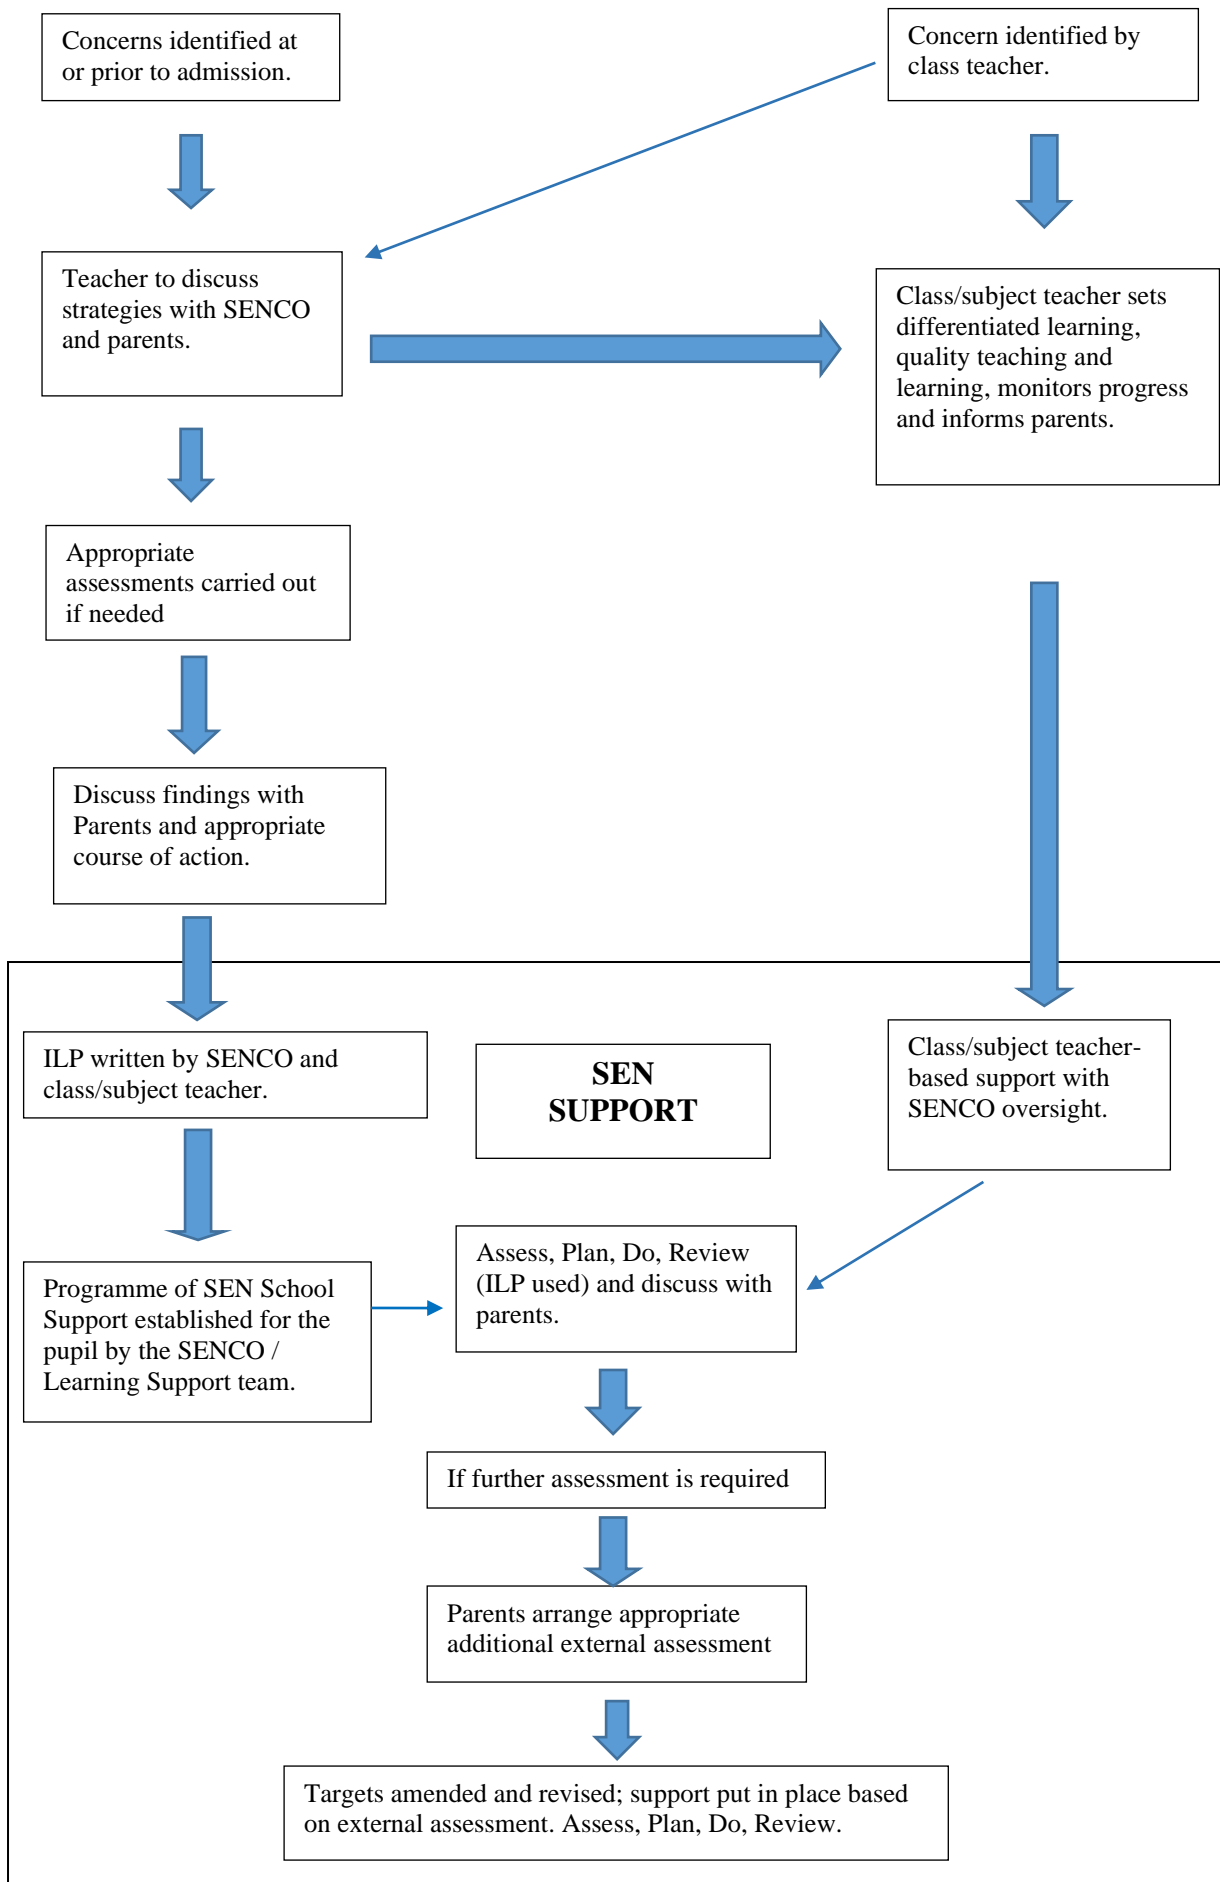 Concerns identified at
or prior to admission.
Concern identified by
class teacher.
Teacher to discuss
strategies with SENCO
and parents.
Class/subject teacher sets
differentiated learning,
quality teaching and
learning, monitors progress
and informs parents.
Appropriate
assessments carried out
if needed
Discuss findings with
Parents and appropriate
course of action.
ILP written by SENCO and
class/subject teacher.
SEN
SUPPORT
Class/subject teacher-
based support with
SENCO oversight.
Programme of SEN School
Support established for the
pupil by the SENCO /
Learning Support team.
Assess, Plan, Do, Review
(ILP used) and discuss with
parents.
If further assessment is required
Parents arrange appropriate
additional external assessment
Targets amended and revised; support put in place based
on external assessment. Assess, Plan, Do, Review.